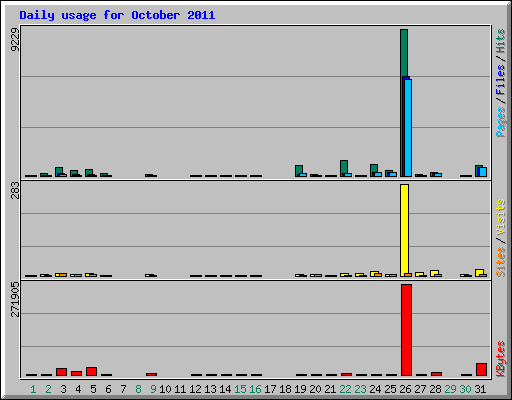 Daily usage for October 2011
9229
283
271905
Pages / Files / Hits
Sites / Visits
KBytes
1 2 3 4 5 6 7 8 9 10 11 12 13 14 15 16 17 18 19 20 21 22 23 24 25 26 27 28 29 30 31